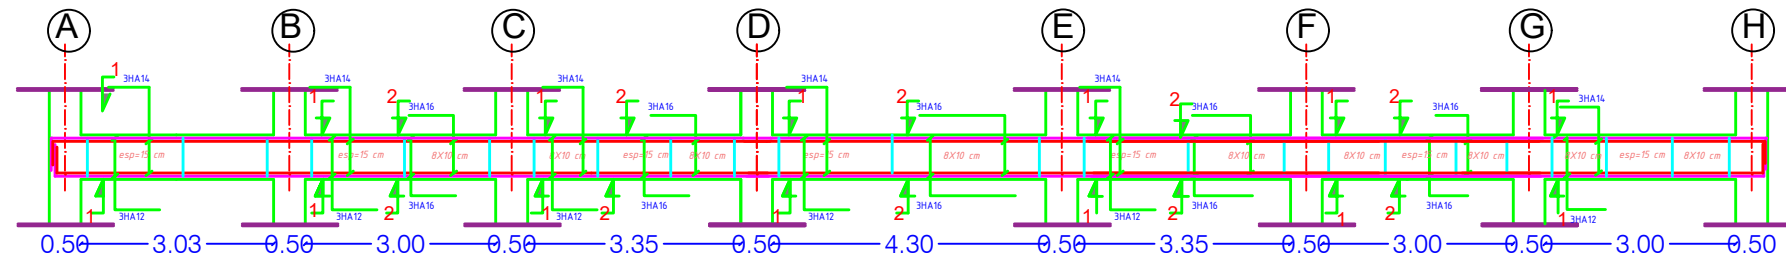 A B C D E F G H
1 3HA14 3HA14 1 2 3HA16 3HA14 1 2 3HA16 3HA14 1 2 3HA16 3HA14 1 2 3HA16 1 2 3HA16 1 3HA14
esp=15 cm esp=15 cm 8X10 cm 8X10 cm esp=15 cm 8X10 cm 8X10 cm esp=15 cm 8X10 cm 8X10 cm esp=15 cm 8X10 cm 8X10 cm esp=15 cm 8X10 cm
1 3HA12 1 3HA12 2 3HA16 1 3HA12 2 3HA16 1 3HA12 2 3HA16 1 3HA12 2 3HA16 1 2 3HA16 1 3HA12
0.50 3.03 0.50 3.00 0.50 3.35 0.50 4.30 0.50 3.35 0.50 3.00 0.50 3.00 0.50